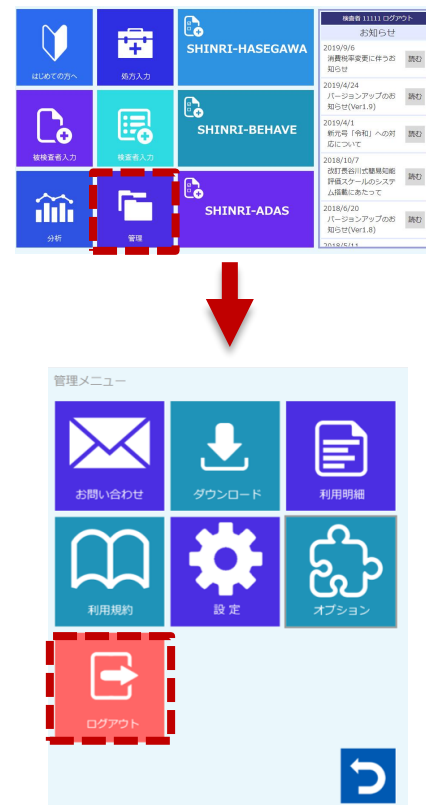 はじめての方へ
処方入力
SHINRI-HASEGAWA
被検査者入力
検査者入力
SHINRI-BEHAVE
分析
管理
SHINRI-ADAS
検査者 11111 ログアウト
お知らせ
2019/9/6
消費税率変更に伴うお
知らせ
読む
2019/4/24
バージョンアップのお
知らせ(Ver1.9)
読む
2019/4/1
新元号「令和」への対
応について
読む
2018/10/7
改訂長谷川式簡易知能
評価スケールのシステ
ム搭載にあたって
読む
2018/6/20
バージョンアップのお
知らせ(Ver1.8)
読む
2018/5/11
管理メニュー
お問い合わせ
ダウンロード
利用明細
利用規約
設 定
オプション
ログアウト